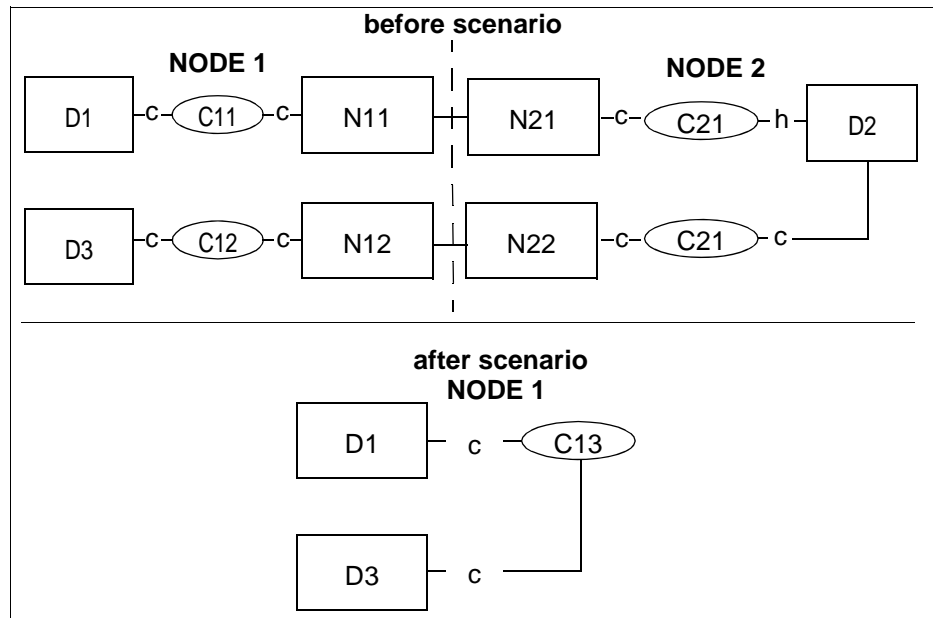 before scenario
NODE 1
NODE 2
D1 c C11 c N11 N21 c C21 h D2
D3 c C12 c N12 N22 c C21 c
after scenario
NODE 1
D1 c C13
D3 c